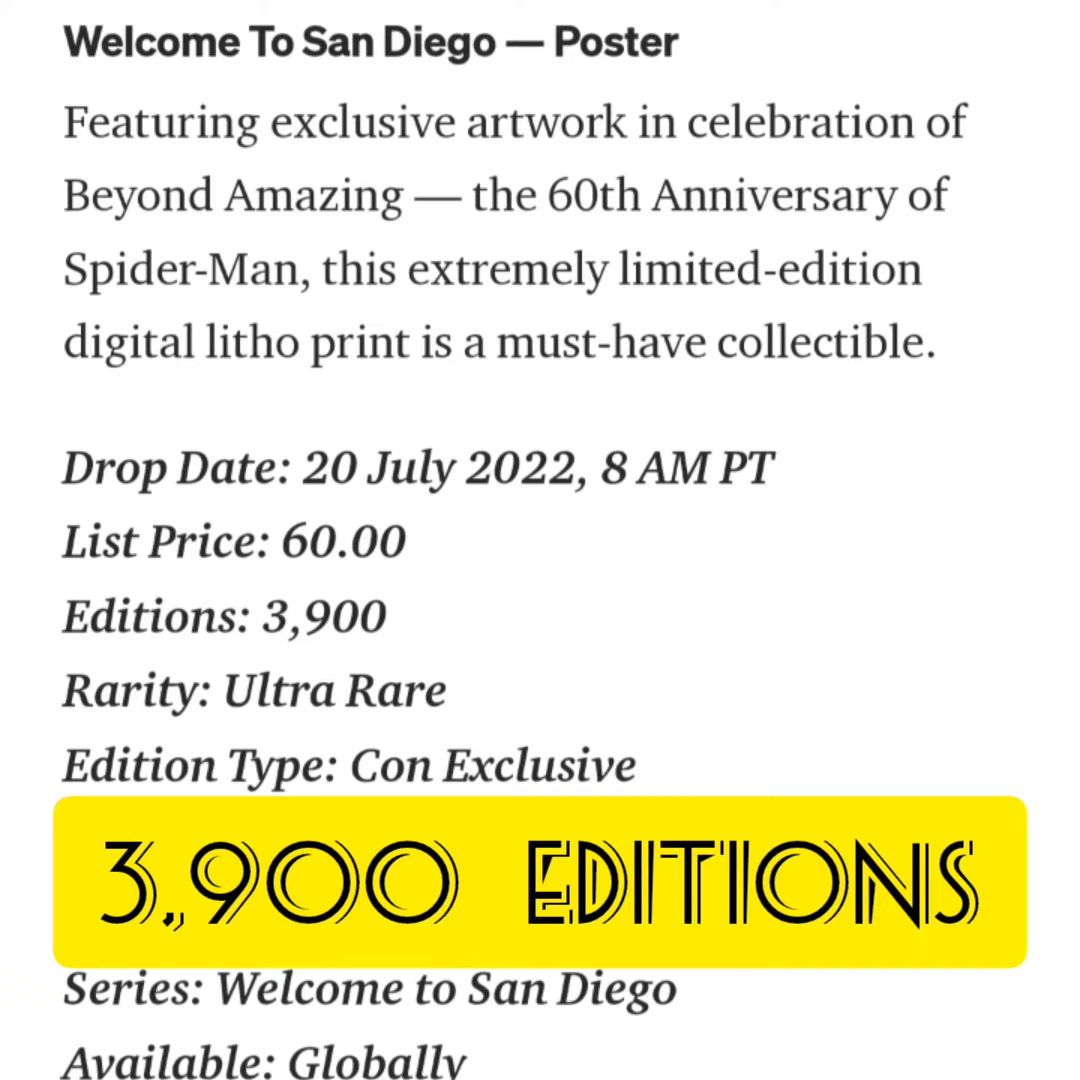 Welcome To San Diego — Poster
Featuring exclusive artwork in celebration of
Beyond Amazing — the 60th Anniversary of
Spider-Man, this extremely limited-edition
digital litho print is a must-have collectible.
Drop Date: 20 July 2022, 8 AM PT
List Price: 60.00
Editions: 3,900
Rarity: Ultra Rare
Edition Type: Con Exclusive
3,900 EDITIONS
Series: Welcome to San Diego
Available: Globally